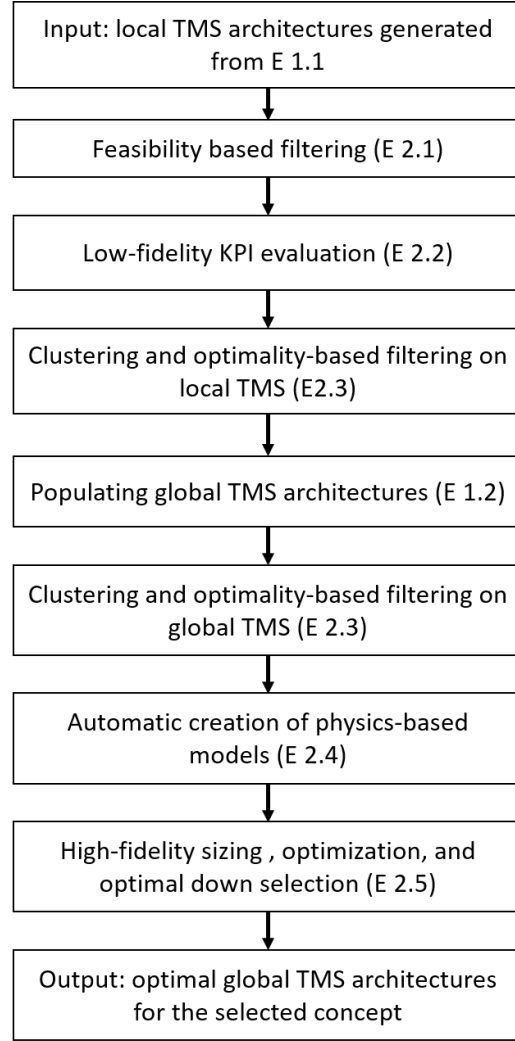 Input: local TMS architectures generated
from E 1.1
Feasibility based filtering (E 2.1)
Low-fidelity KPI evaluation (E 2.2)
Clustering and optimality-based filtering on
local TMS (E2.3)
Populating global TMS architectures (E 1.2)
Clustering and optimality-based filtering on
global TMS (E 2.3)
Automatic creation of physics-based
models (E 2.4)
High-fidelity sizing , optimization, and
optimal down selection (E 2.5)
Output: optimal global TMS architectures
for the selected concept